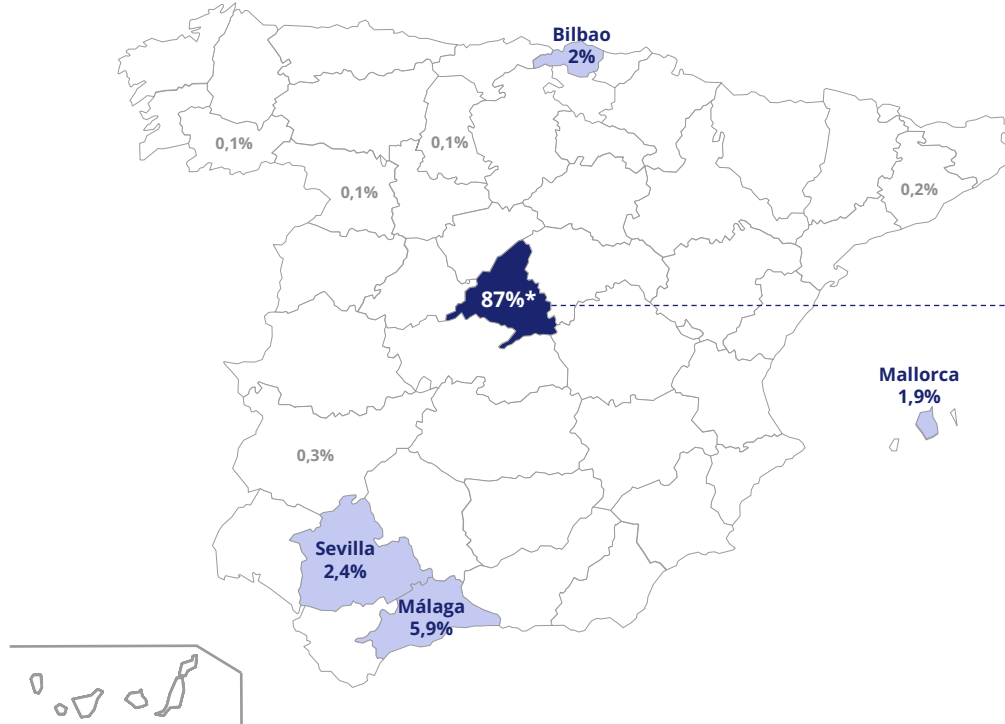 Bilbao
2%
0,1%
0,1%
0,1%
0,2%
87%*
Mallorca
1,9%
0,3%
Sevilla
2,4%
Málaga
5,9%